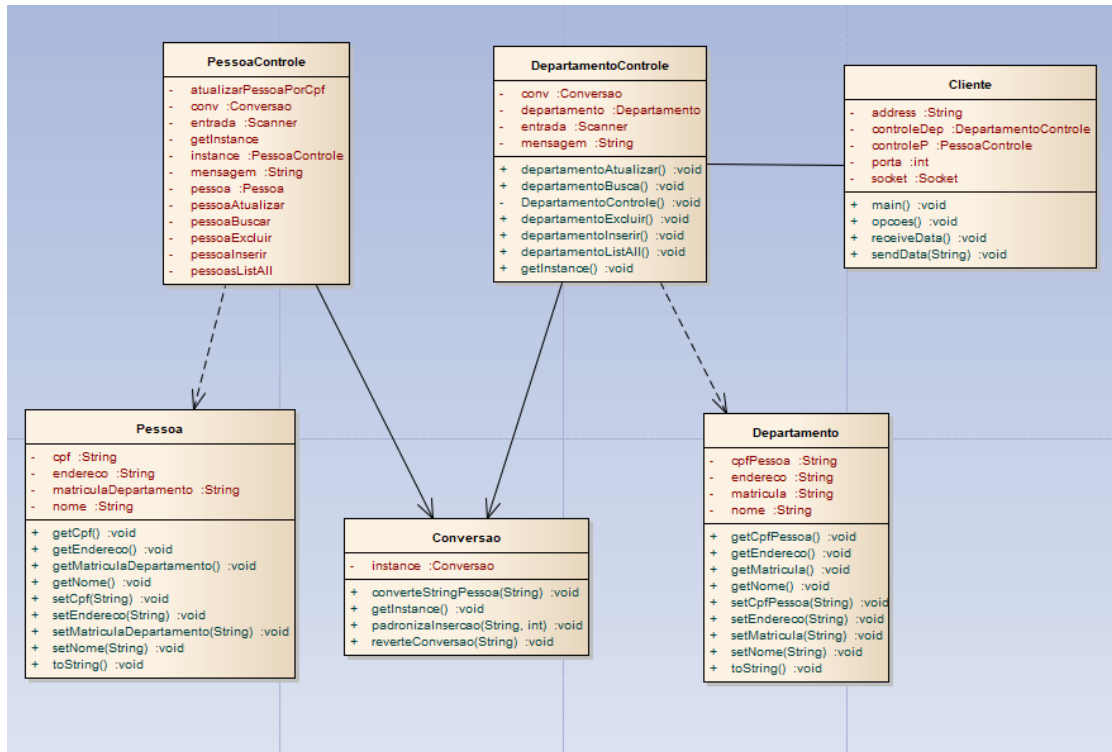 PessoaControle
- atualizarPessoaPorCpf
- conv :Conversao
- entrada :Scanner
- getInstance
- instance :PessoaControle
- mensagem :String
- pessoa :Pessoa
- pessoaAtualizar
- pessoaBuscar
- pessoaExcluir
- pessoaInserir
- pessoasListAll
DepartamentoControle
- conv :Conversao
- departamento :Departamento
- entrada :Scanner
- mensagem :String
+ departamentoAtualizar() :void
+ departamentoBusca() :void
- DepartamentoControle() :void
+ departamentoExcluir() :void
+ departamentoInserir() :void
+ departamentoListAll() :void
+ getInstance() :void
Cliente
- address :String
- controleDep :DepartamentoControle
- controleP :PessoaControle
- porta :int
- socket :Socket
+ main() :void
+ opcoes() :void
+ receiveData() :void
+ sendData(String) :void
Pessoa
- cpf :String
- endereco :String
- matriculaDepartamento :String
- nome :String
+ getCpf() :void
+ getEndereco() :void
+ getMatriculaDepartamento() :void
+ getNome() :void
+ setCpf(String) :void
+ setEndereco(String) :void
+ setMatriculaDepartamento(String) :void
+ setNome(String) :void
+ toString() :void
Conversao
- instance :Conversao
+ converteStringPessoa(String) :void
+ getInstance() :void
+ padronizaInsercao(String, int) :void
+ reverteConversao(String) :void
Departamento
- cpfPessoa :String
- endereco :String
- matricula :String
- nome :String
+ getCpfPessoa() :void
+ getEndereco() :void
+ getMatricula() :void
+ getNome() :void
+ setCpfPessoa(String) :void
+ setEndereco(String) :void
+ setMatricula(String) :void
+ setNome(String) :void
+ toString() :void